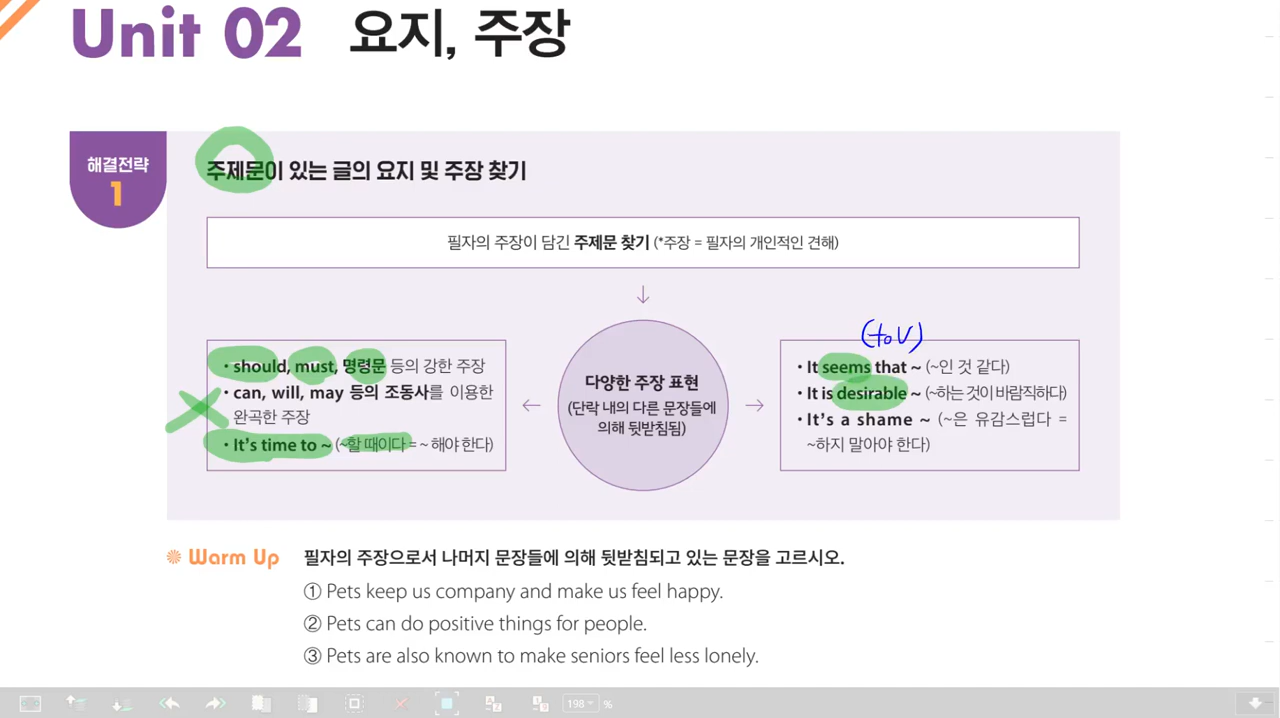 Unit 02 요지, 주장
해결전략
1
주제문이 있는 글의 요지 및 주장 찾기
필자의 주장이 담긴 주제문 찾기 (*주장 = 필자의 개인적인 견해)
↓
• should, must, 명령문 등의 강한 주장
• can, will, may 등의 조동사를 이용한
완곡한 주장
• It's time to ~ (~할 때이다 = ~ 해야 한다)
←
다양한 주장 표현
(단락 내의 다른 문장들에
의해 뒷받침됨)
→
(to V)
• It seems that ~ (~인 것 같다)
• It is desirable ~ (~하는 것이 바람직하다)
• It's a shame ~ (~은 유감스럽다 =
~하지 말아야 한다)
Warm Up 필자의 주장으로서 나머지 문장들에 의해 뒷받침되고 있는 문장을 고르시오.
① Pets keep us company and make us feel happy.
② Pets can do positive things for people.
③ Pets are also known to make seniors feel less lonely.
198 %